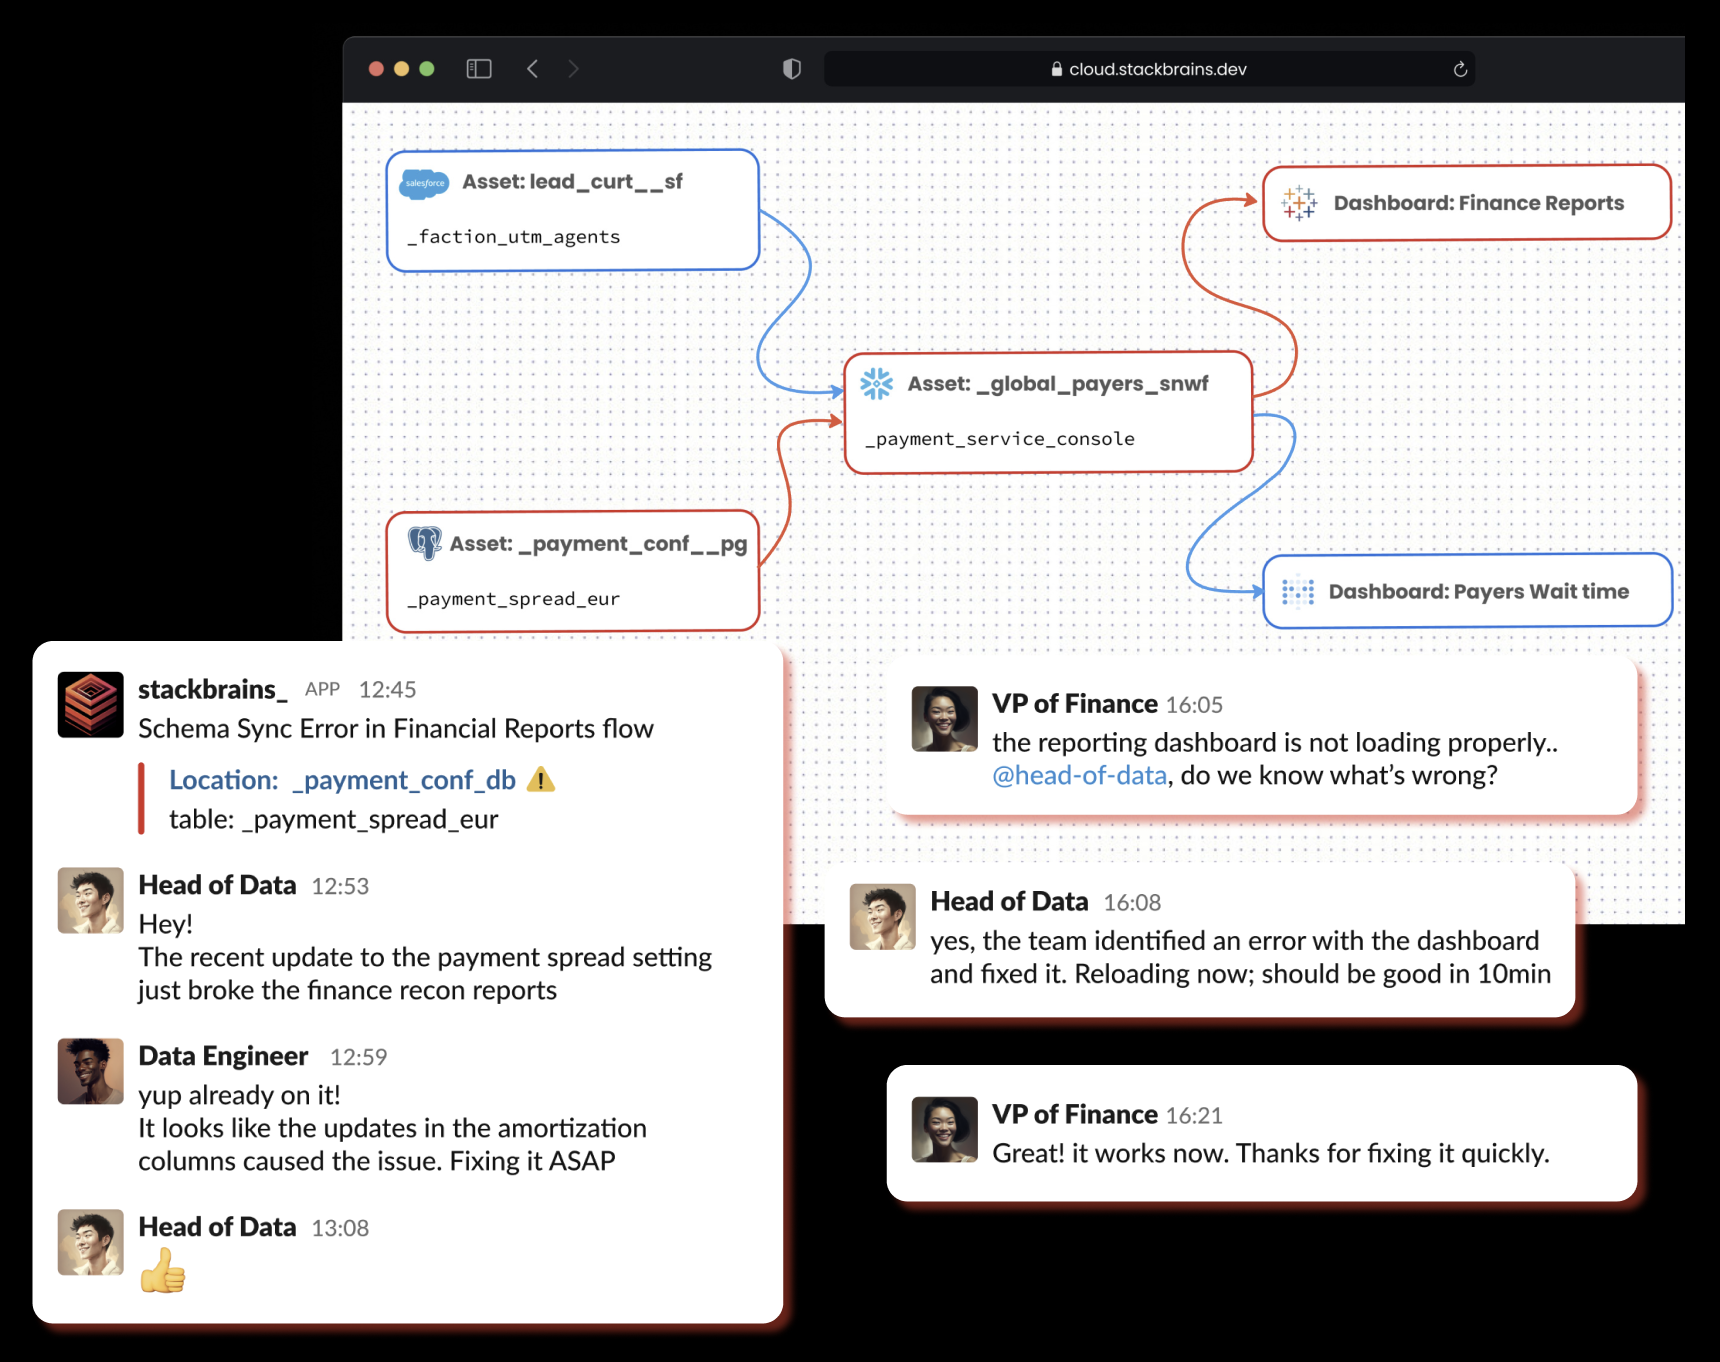 cloud.stackbrains.dev
salesforce
Asset: lead_curt__sf
_faction_utm_agents
Dashboard: Finance Reports
Asset: _global_payers_snwf
_payment_service_console
Asset: _payment_conf__pg
_payment_spread_eur
Dashboard: Payers Wait time
stackbrains_ APP 12:45
Schema Sync Error in Financial Reports flow
Location: _payment_conf_db
table: _payment_spread_eur
Head of Data 12:53
Hey!
The recent update to the payment spread setting
just broke the finance recon reports
Data Engineer 12:59
yup already on it!
It looks like the updates in the amortization
columns caused the issue. Fixing it ASAP
Head of Data 13:08
VP of Finance 16:05
the reporting dashboard is not loading properly..
@head-of-data, do we know what’s wrong?
Head of Data 16:08
yes, the team identified an error with the dashboard
and fixed it. Reloading now; should be good in 10min
VP of Finance 16:21
Great! it works now. Thanks for fixing it quickly.